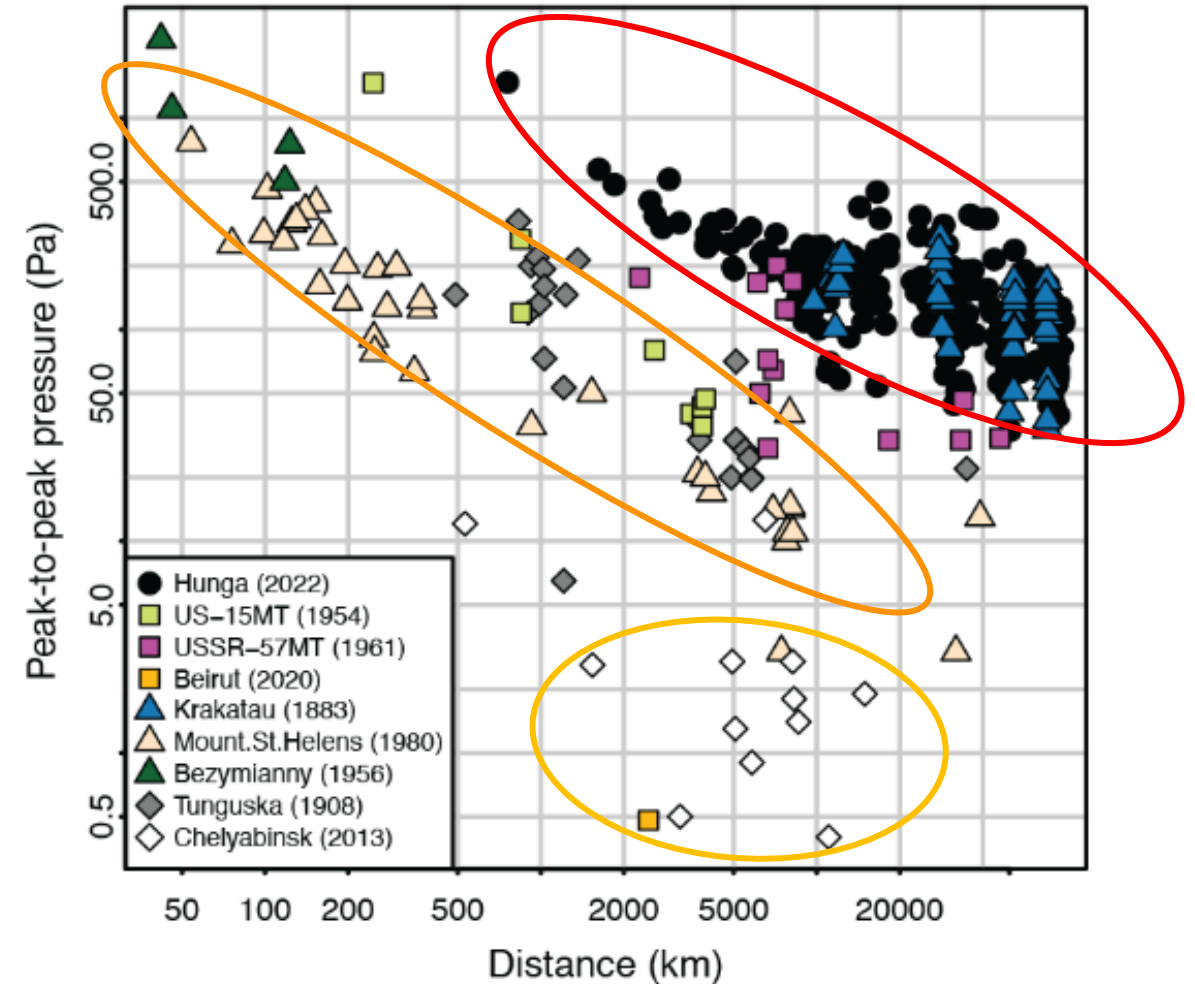 Peak-to-peak pressure (Pa)
500.0
50.0
5.0
0.5
Hunga (2022)
US−15MT (1954)
USSR−57MT (1961)
Beirut (2020)
Krakatau (1883)
Mount.St.Helens (1980)
Bezymianny (1956)
Tunguska (1908)
Chelyabinsk (2013)
50 100 200 500 2000 5000 20000
Distance (km)